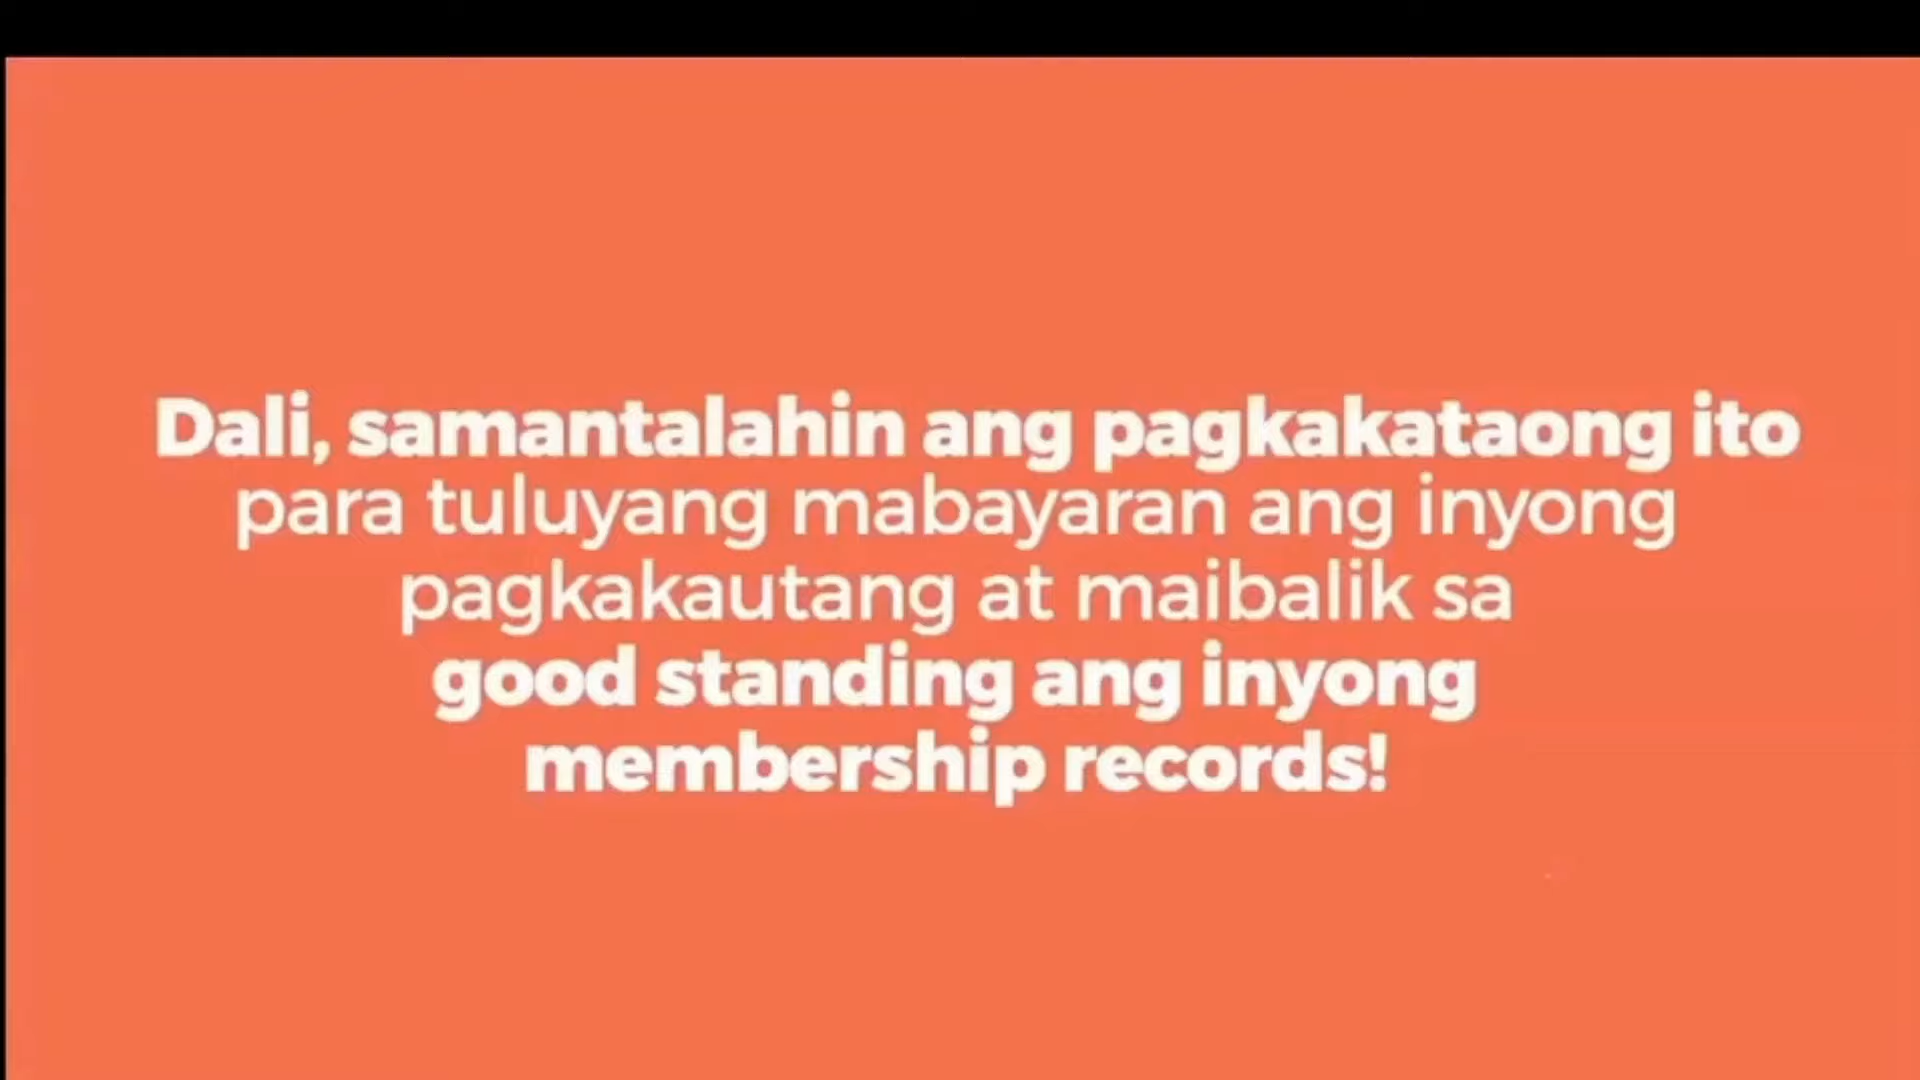 Dali, samantalahin ang pagkakataong ito
para tuluyang mabayaran ang inyong
pagkakautang at maibalik sa
good standing ang inyong
membership records!